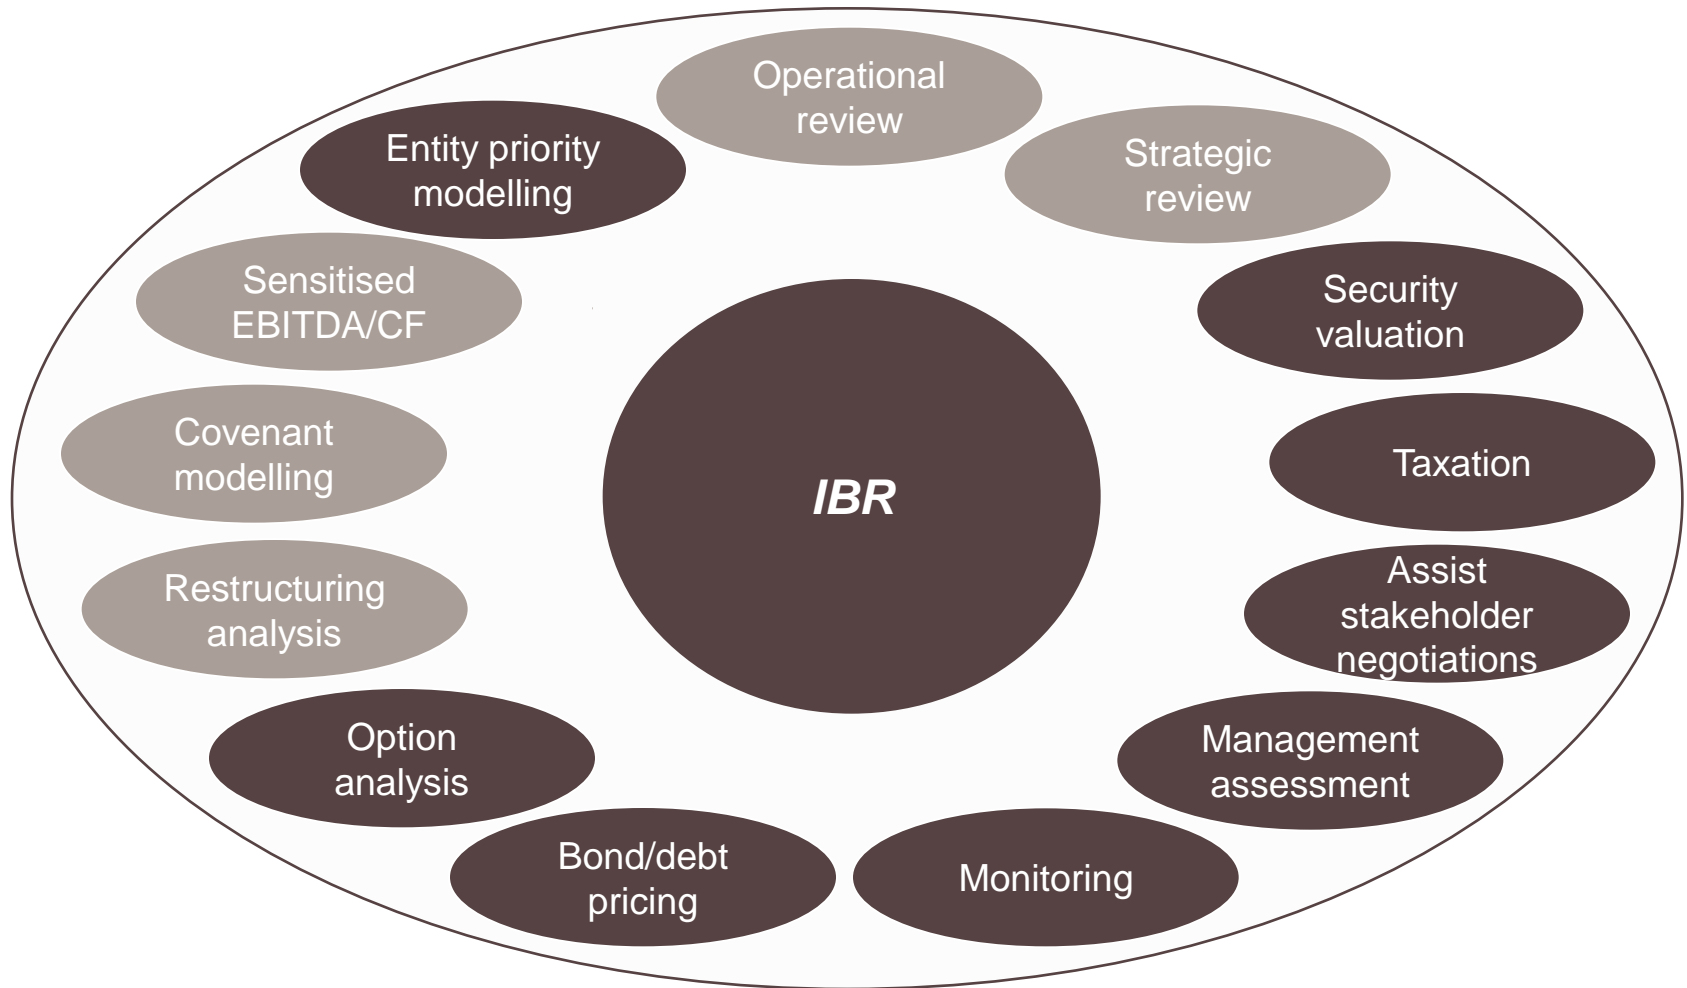 Operational
review
Entity priority
modelling
Strategic
review
Sensitised
EBITDA/CF
Security
valuation
Covenant
modelling
Taxation
IBR
Restructuring
analysis
Assist
stakeholder
negotiations
Option
analysis
Management
assessment
Bond/debt
pricing
Monitoring